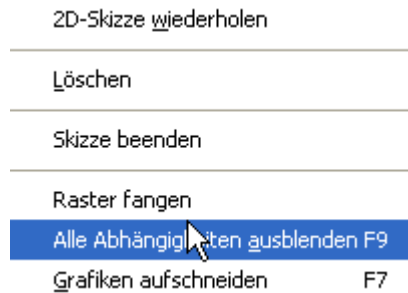 2D-Skizze wiederholen
Löschen
Skizze beenden
Raster fangen
Alle Abhängigkeiten ausblenden F9
Grafiken aufschneiden F7